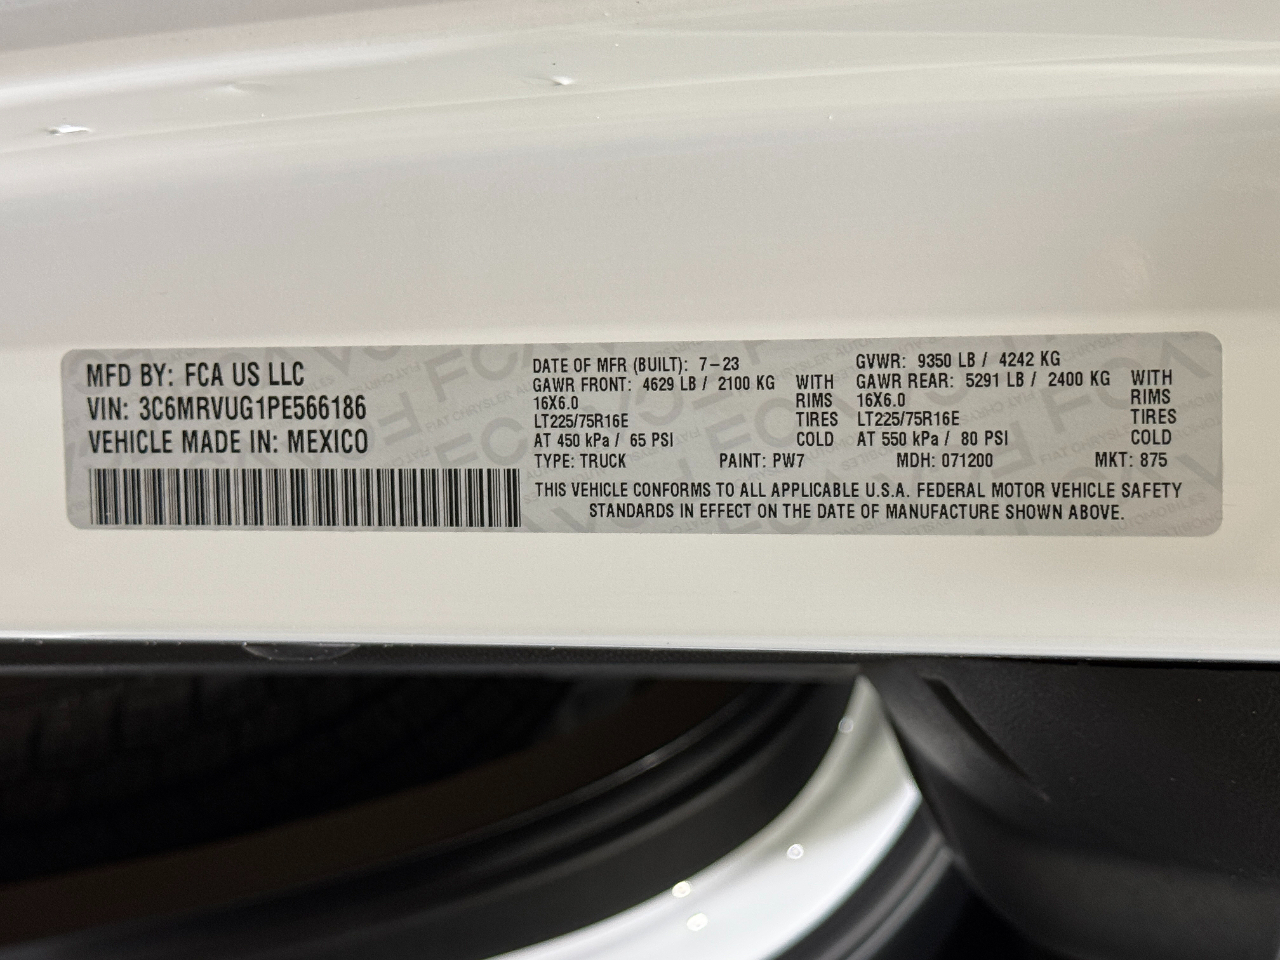 MFD BY: FCA US LLC
VIN: 3C6MRVUG1PE566186
VEHICLE MADE IN: MEXICO
DATE OF MFR (BUILT): 7-23
GAWR FRONT: 4629 LB / 2100 KG WITH
16X6.0 RIMS
LT225/75R16E TIRES
AT 450 kPa / 65 PSI COLD
GVWR: 9350 LB / 4242 KG
GAWR REAR: 5291 LB / 2400 KG WITH
16X6.0 RIMS
LT225/75R16E TIRES
AT 550 kPa / 80 PSI COLD
TYPE: TRUCK PAINT: PW7 MDH: 071200 MKT: 875
THIS VEHICLE CONFORMS TO ALL APPLICABLE U.S.A. FEDERAL MOTOR VEHICLE SAFETY
STANDARDS IN EFFECT ON THE DATE OF MANUFACTURE SHOWN ABOVE.